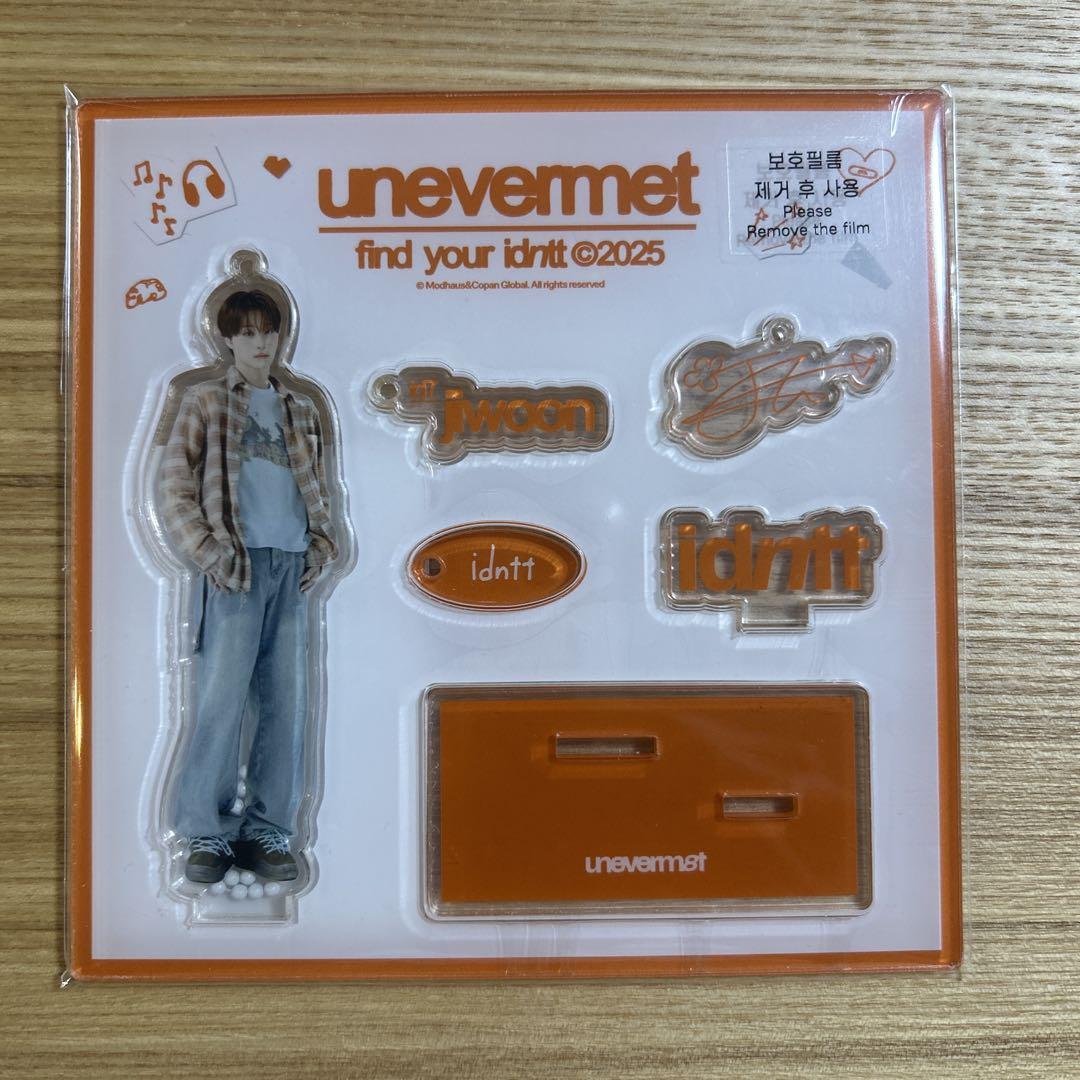 unevermet
find your idntt ©2025
© Modhaus&Copan Global. All rights reserved
보호필름
제거 후 사용
Please
Remove the film
jiwoon
idntt
idntt
unevermet